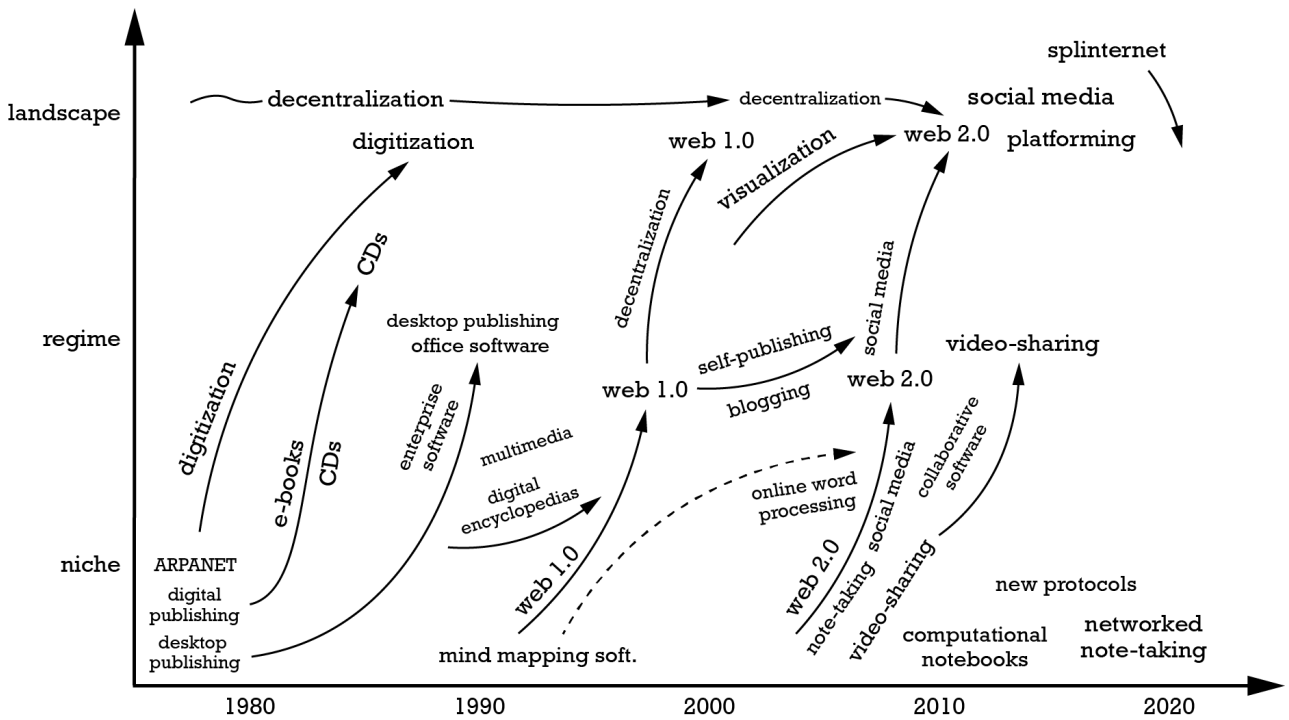 splinternet
landscape
decentralization
decentralization
social media
digitization
web 1.0
web 2.0
platforming
visualization
decentralization
CDs
social media
regime
desktop publishing
office software
self-publishing
video-sharing
web 1.0
blogging
web 2.0
digitization
enterprise
software
multimedia
collaborative
software
e-books
CDs
digital
encyclopedias
online word
processing
social media
niche
ARPANET
web 1.0
web 2.0
note-taking
video-sharing
new protocols
digital
publishing
desktop
publishing
mind mapping soft.
computational
notebooks
networked
note-taking
1980
1990
2000
2010
2020